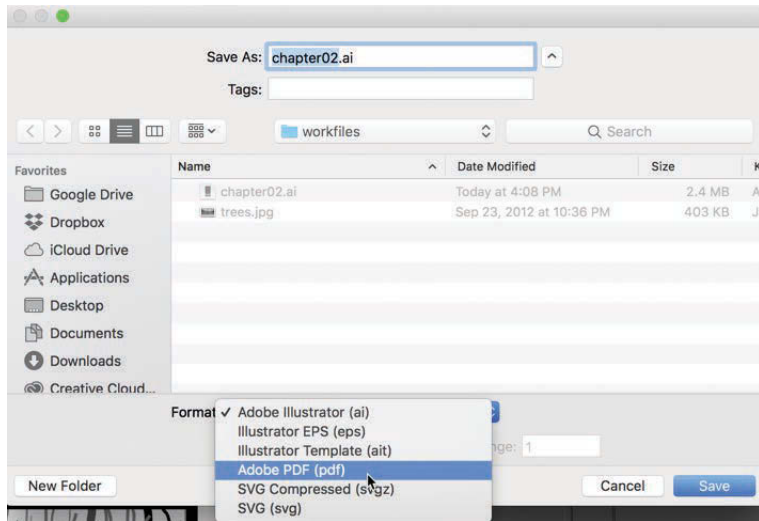 Save As: chapter02.ai
Tags:
workfiles
Search
Favorites
Google Drive
Dropbox
iCloud Drive
Applications
Desktop
Documents
Downloads
Creative Cloud...
Name Date Modified Size K
chapter02.ai Today at 4:08 PM 2.4 MB A
trees.jpg Sep 23, 2012 at 10:36 PM 403 KB J
Format ✓ Adobe Illustrator (ai)
Illustrator EPS (eps)
Illustrator Template (ait) nge: 1
Adobe PDF (pdf)
SVG Compressed (svgz)
SVG (svg)
New Folder Cancel Save